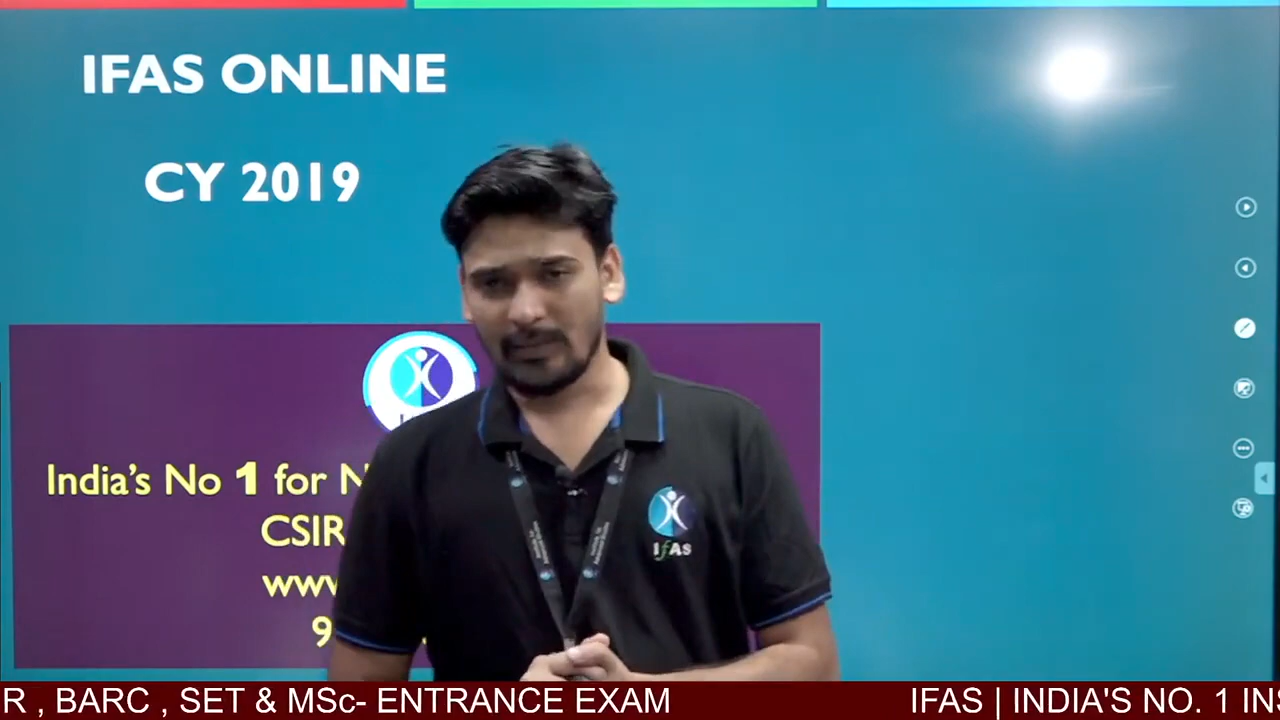 IFAS ONLINE
CY 2019
India's No 1 for N
CSIR
www
9
IFAS
R , BARC , SET & MSc- ENTRANCE EXAM
IFAS | INDIA'S NO. 1 INS